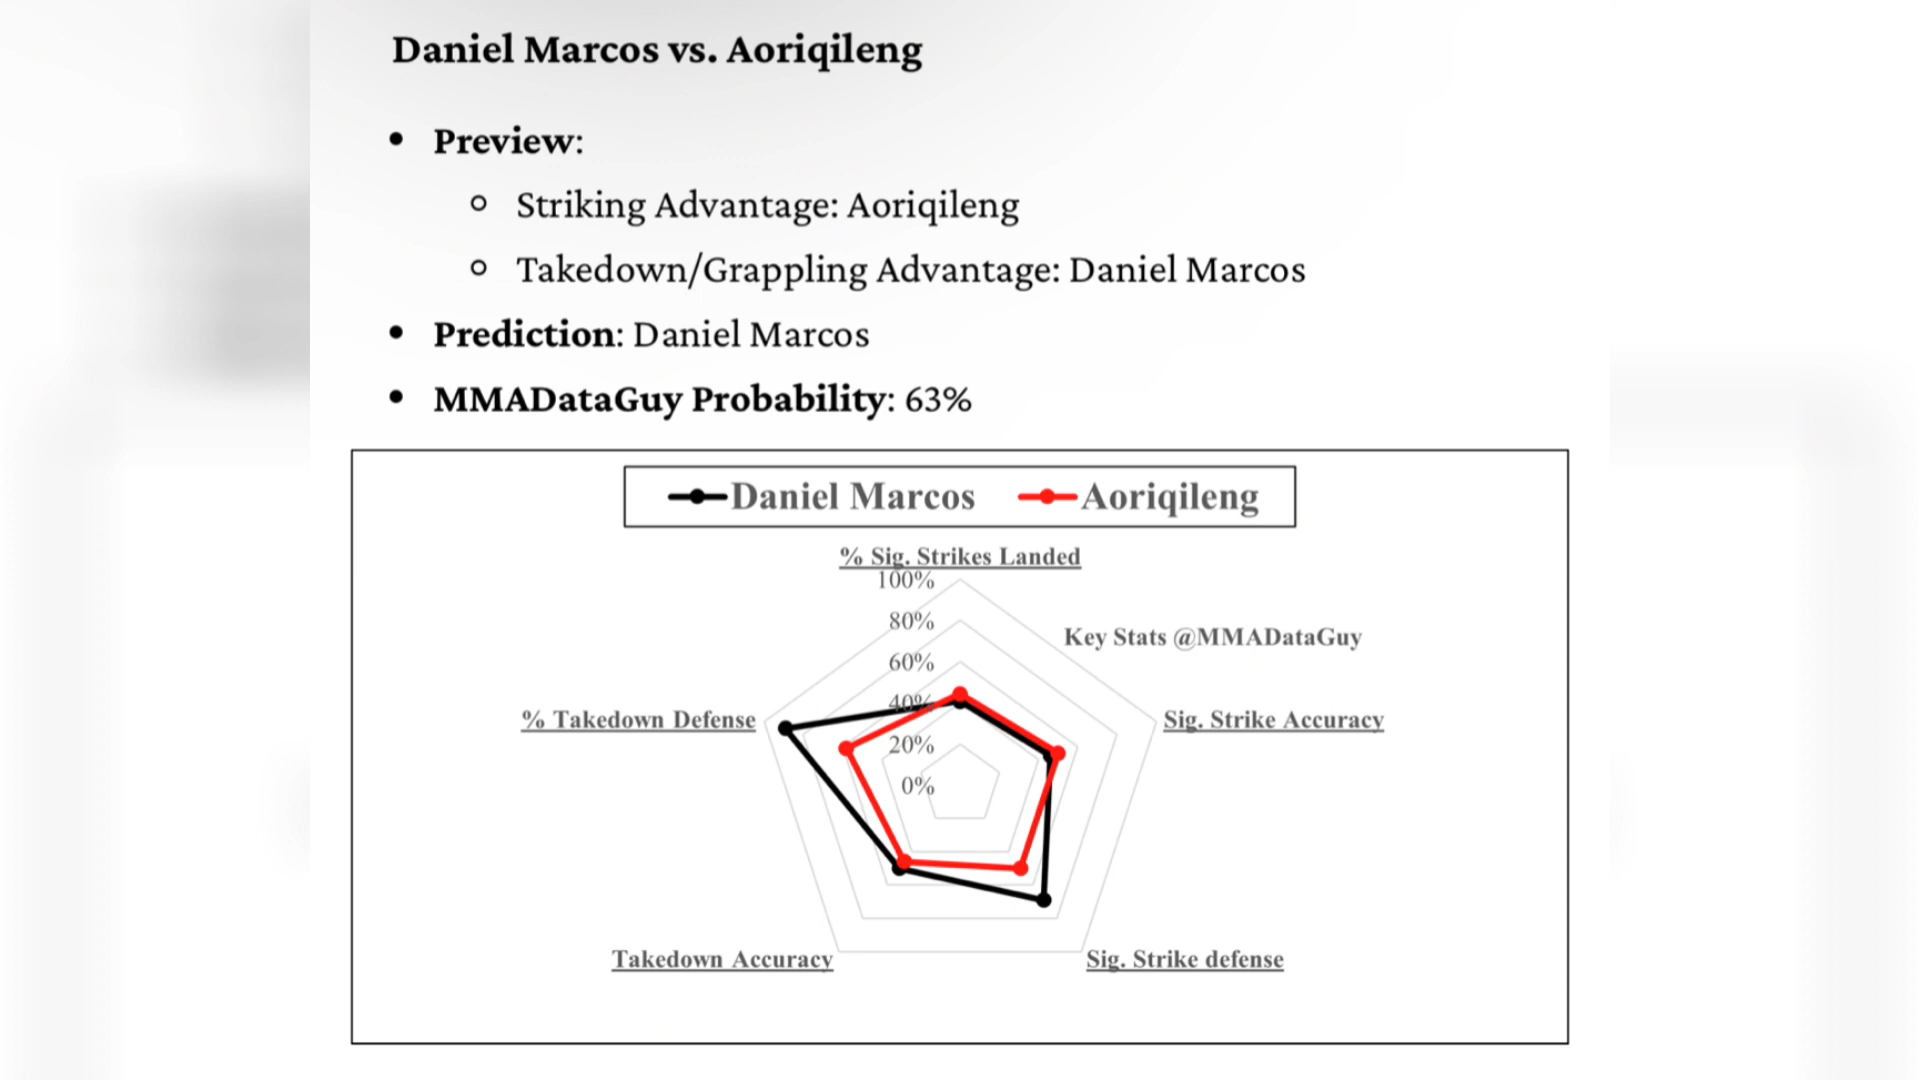 Daniel Marcos vs. Aoriqileng
• Preview:
○ Striking Advantage: Aoriqileng
○ Takedown/Grappling Advantage: Daniel Marcos
• Prediction: Daniel Marcos
• MMADataGuy Probability: 63%
Daniel Marcos Aoriqileng
% Sig. Strikes Landed
100%
80%
Key Stats @MMADataGuy
60%
40%
% Takedown Defense
Sig. Strike Accuracy
20%
0%
Takedown Accuracy
Sig. Strike defense